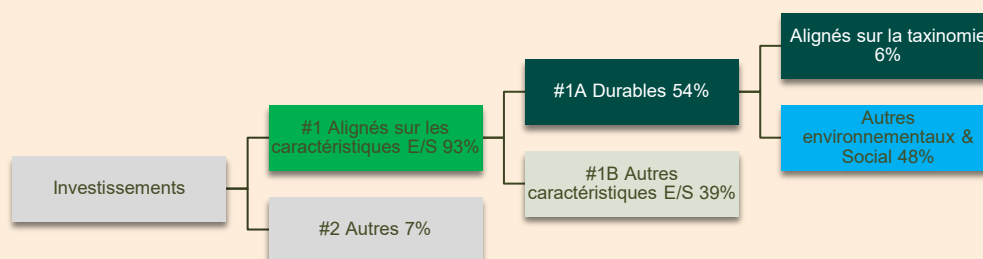 Investissements
#1 Alignés sur les
caractéristiques E/S 93%
#2 Autres 7%
#1A Durables 54%
#1B Autres
caractéristiques E/S 39%
Alignés sur la taxinomie
6%
Autres
environnementaux &
Social 48%